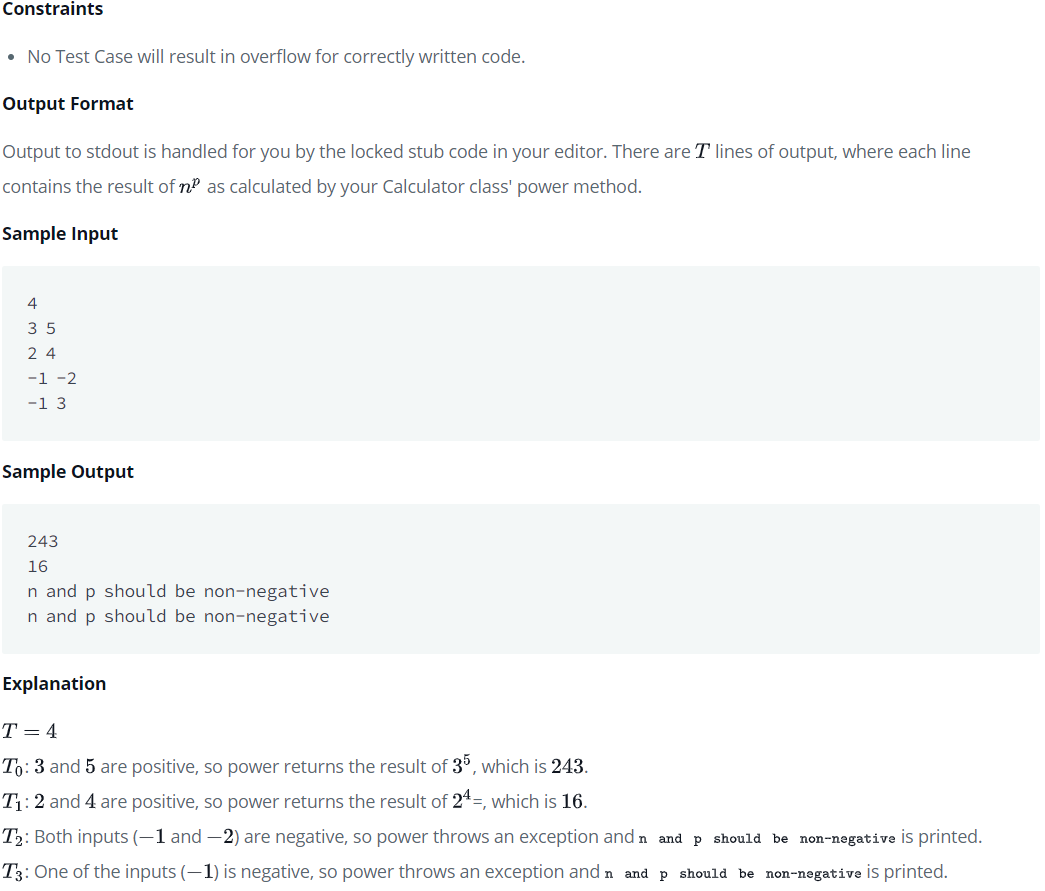 Constraints
• No Test Case will result in overflow for correctly written code.
Output Format
Output to stdout is handled for you by the locked stub code in your editor. There are T lines of output, where each line
contains the result of nᵖ as calculated by your Calculator class' power method.
Sample Input
4
3 5
2 4
-1 -2
-1 3
Sample Output
243
16
n and p should be non-negative
n and p should be non-negative
Explanation
T = 4
T₀: 3 and 5 are positive, so power returns the result of 3⁵, which is 243.
T₁: 2 and 4 are positive, so power returns the result of 2⁴=, which is 16.
T₂: Both inputs (−1 and −2) are negative, so power throws an exception and n and p should be non-negative is printed.
T₃: One of the inputs (−1) is negative, so power throws an exception and n and p should be non-negative is printed.